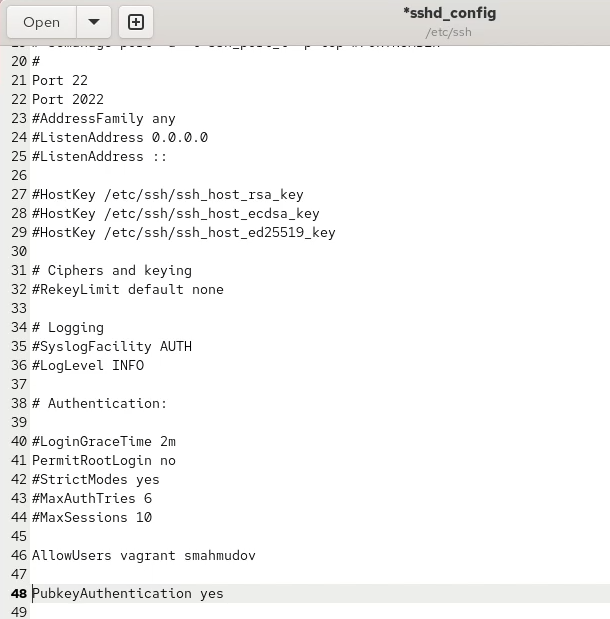 Open
*sshd_config
/etc/ssh
20 #
21 Port 22
22 Port 2022
23 #AddressFamily any
24 #ListenAddress 0.0.0.0
25 #ListenAddress ::
26
27 #HostKey /etc/ssh/ssh_host_rsa_key
28 #HostKey /etc/ssh/ssh_host_ecdsa_key
29 #HostKey /etc/ssh/ssh_host_ed25519_key
30
31 # Ciphers and keying
32 #RekeyLimit default none
33
34 # Logging
35 #SyslogFacility AUTH
36 #LogLevel INFO
37
38 # Authentication:
39
40 #LoginGraceTime 2m
41 PermitRootLogin no
42 #StrictModes yes
43 #MaxAuthTries 6
44 #MaxSessions 10
45
46 AllowUsers vagrant smahmudov
47
48 PubkeyAuthentication yes
49